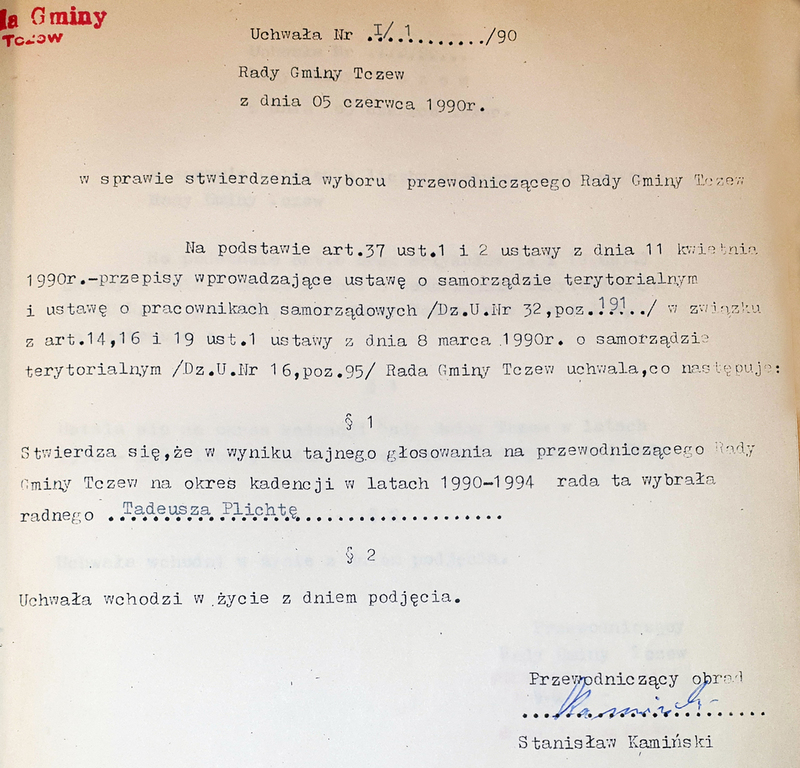 Gminy
Uchwała Nr .I/.1......../90
Rady Gminy Tczew
z dnia 05 czerwca 1990r.
w sprawie stwierdzenia wyboru przewodniczącego Rady Gminy Tczew
Na podstawie art.37 ust.1 i 2 ustawy z dnia 11 kwietnia
1990r.-przepisy wprowadzające ustawę o samorządzie terytorialnym
i ustawę o pracownikach samorządowych /Dz.U.Nr 32,poz.191../ w związku
z art.14,16 i 19 ust.1 ustawy z dnia 8 marca 1990r. o samorządzie
terytorialnym /Dz.U.Nr 16,poz.95/ Rada Gminy Tczew uchwala,co następuje:
§ 1
Stwierdza się,że w wyniku tajnego głosowania na przewodniczącego Rady
Gminy Tczew na okres kadencji w latach 1990-1994 rada ta wybrała
radnego ..Tadeusza Plichtę......................
§ 2
Uchwała wchodzi w życie z dniem podjęcia.
Przewodniczący obrad
Stanisław Kamiński